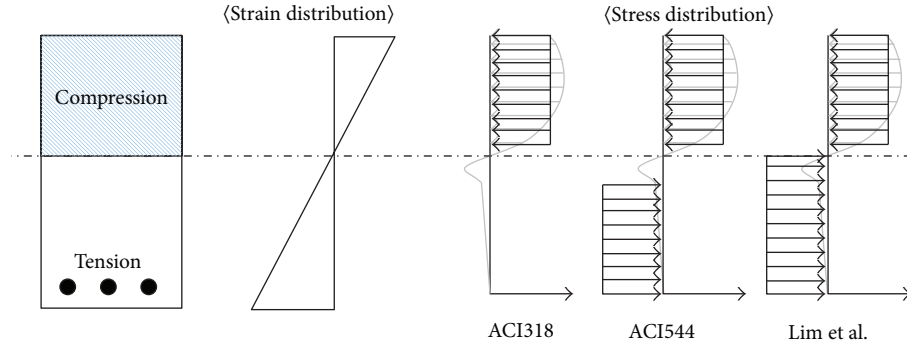 ⟨Strain distribution⟩
⟨Stress distribution⟩
Compression
Tension
ACI318
ACI544
Lim et al.